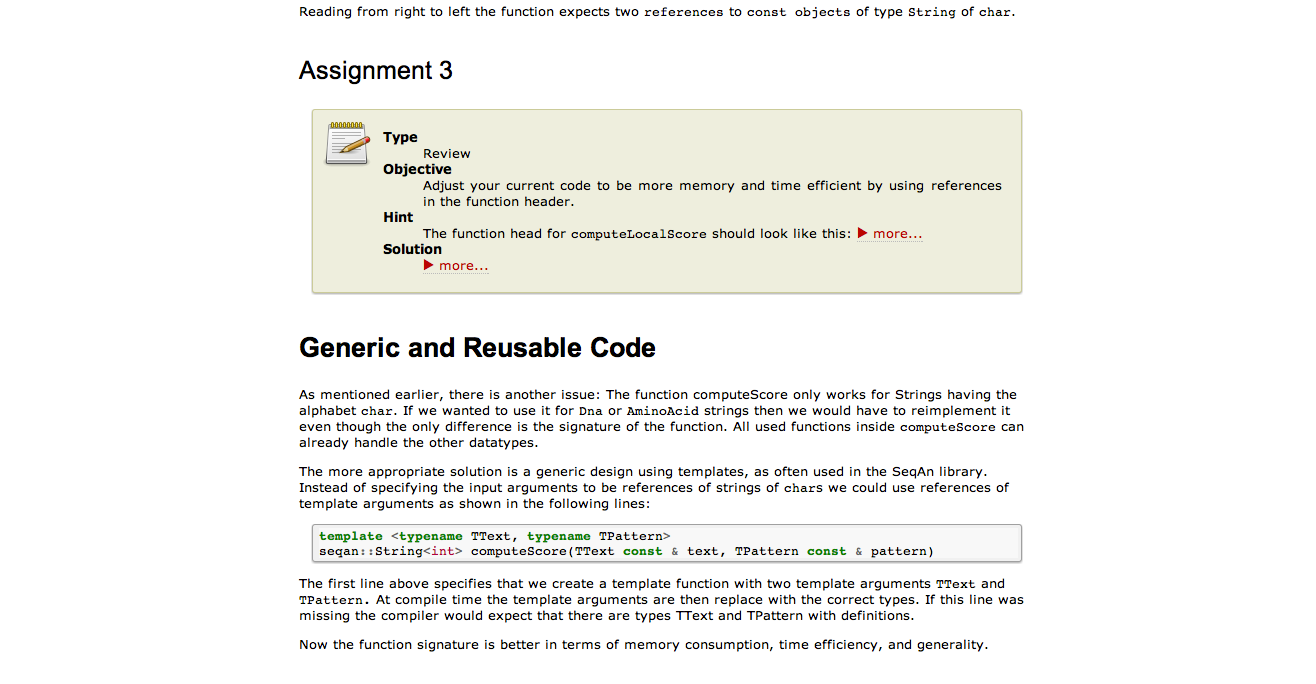 Reading from right to left the function expects two references to const objects of type String of char.
Assignment 3
Type
Review
Objective
Adjust your current code to be more memory and time efficient by using references
in the function header.
Hint
The function head for computeLocalScore should look like this: ▶ more...
Solution
▶ more...
Generic and Reusable Code
As mentioned earlier, there is another issue: The function computeScore only works for Strings having the
alphabet char. If we wanted to use it for Dna or AminoAcid strings then we would have to reimplement it
even though the only difference is the signature of the function. All used functions inside computeScore can
already handle the other datatypes.
The more appropriate solution is a generic design using templates, as often used in the SeqAn library.
Instead of specifying the input arguments to be references of strings of chars we could use references of
template arguments as shown in the following lines:
template <typename TText, typename TPattern>
seqan::String<int> computeScore(TText const & text, TPattern const & pattern)
The first line above specifies that we create a template function with two template arguments TText and
TPattern. At compile time the template arguments are then replace with the correct types. If this line was
missing the compiler would expect that there are types TText and TPattern with definitions.
Now the function signature is better in terms of memory consumption, time efficiency, and generality.